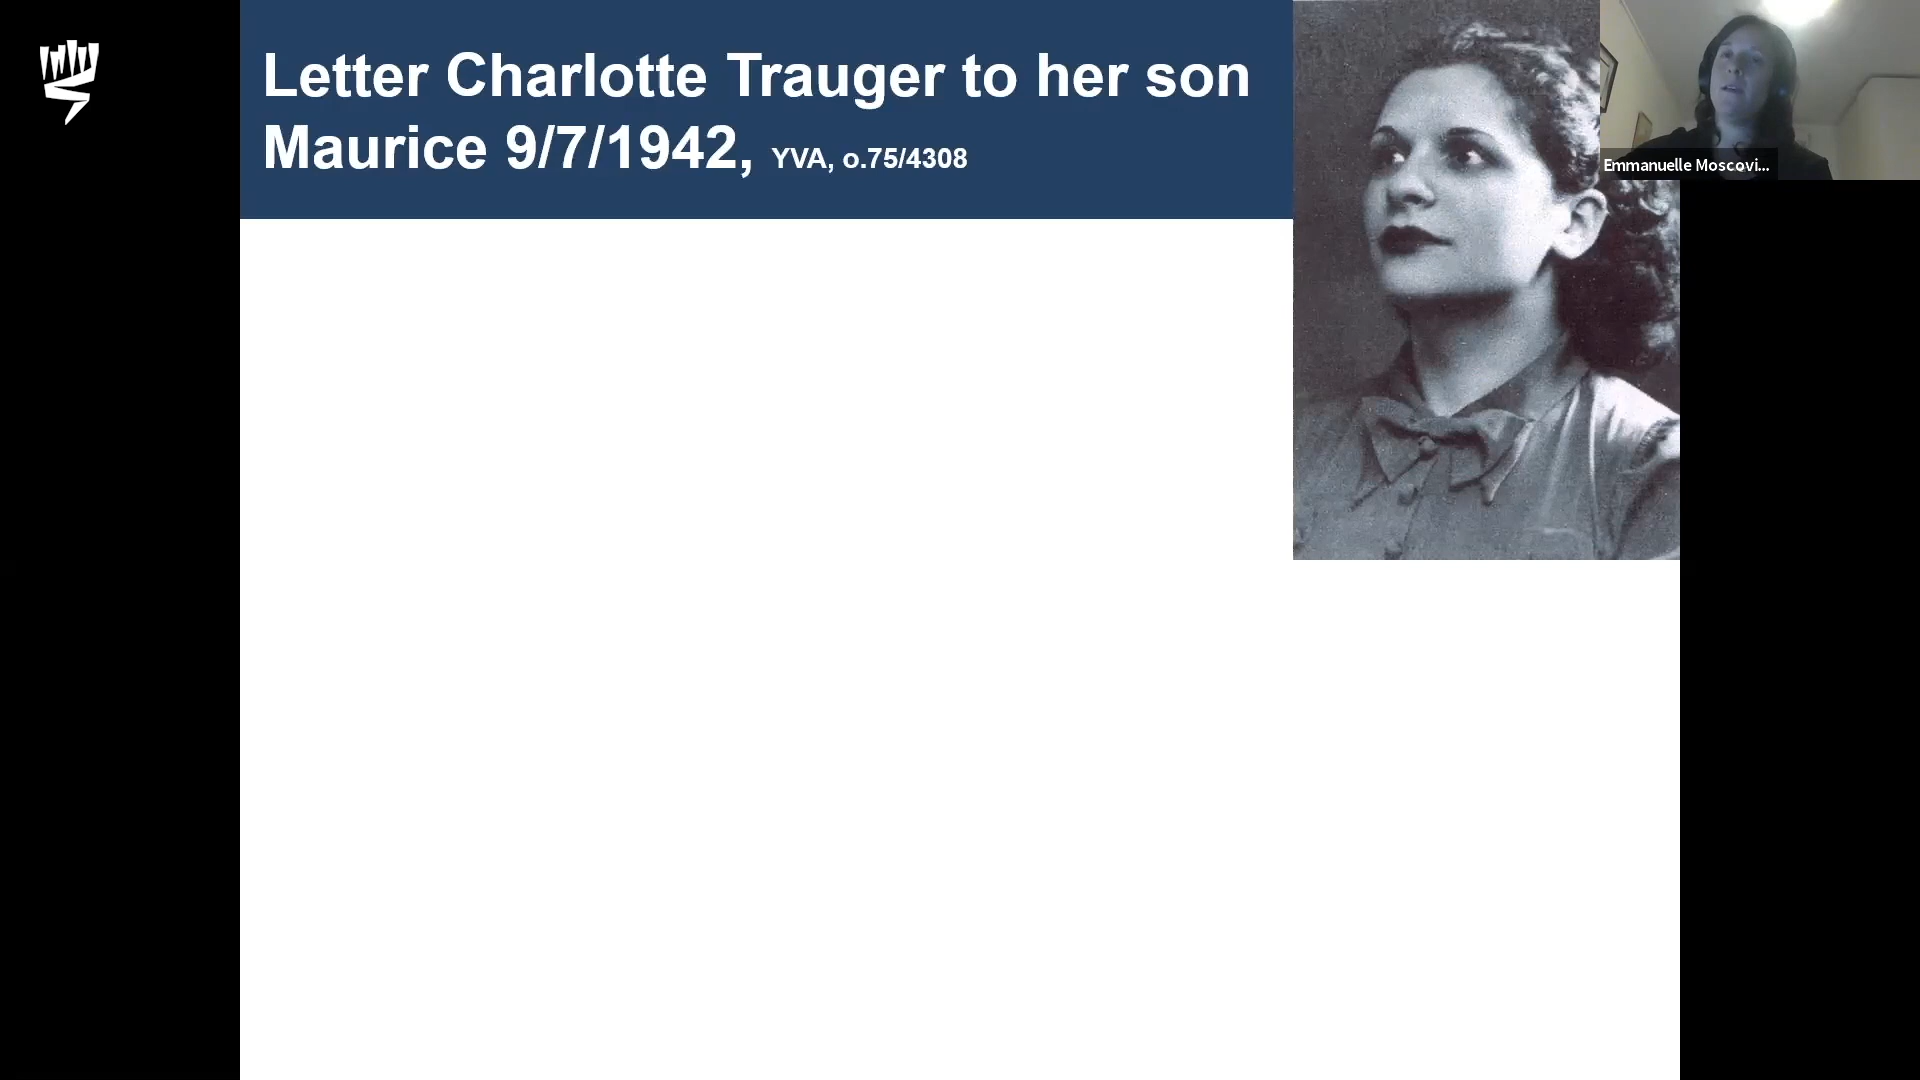 Letter Charlotte Trauger to her son
Maurice 9/7/1942, YVA, o.75/4308
Emmanuelle Moscovi...